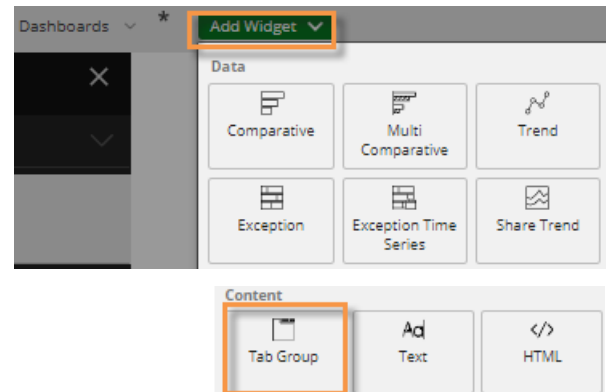 Dashboards *
Add Widget
Data
Comparative
Multi
Comparative
Trend
Exception
Exception Time
Series
Share Trend
Content
Tab Group
Ad
Text
</>
HTML